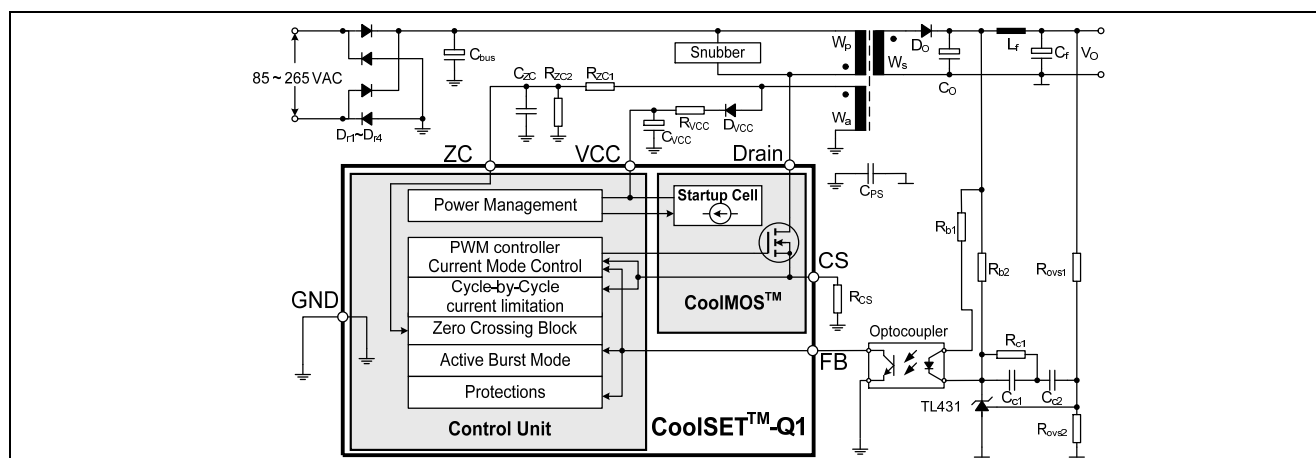 85 ~ 265 VAC
Dr1~Dr4
Cbus
Snubber
Wp
Ws
Wa
DO
CO
Lf
Cf
VO
CZC
RZC2
RZC1
CVCC
RVCC
DVCC
ZC
VCC
Drain
CPS
Power Management
Startup Cell
PWM controller
Current Mode Control
Cycle-by-Cycle
current limitation
Zero Crossing Block
Active Burst Mode
Protections
Control Unit
CoolMOS™
CoolSET™-Q1
GND
CS
RCS
FB
Optocoupler
Rb1
Rb2
Rovs1
Rc1
Cc1
Cc2
TL431
Rovs2